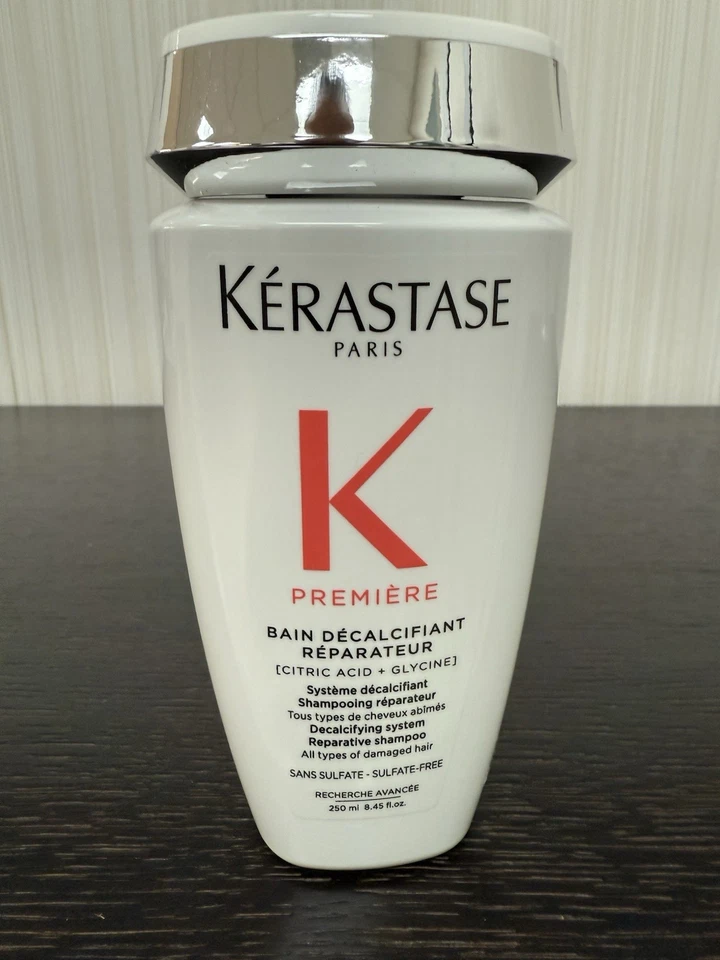 KÉRASTASE
PARIS
K
PREMIÈRE
BAIN DÉCALCIFIANT
RÉPARATEUR
[CITRIC ACID + GLYCINE]
Système décalcifiant
Shampooing réparateur
Tous types de cheveux abîmés
Decalcifying system
Reparative shampoo
All types of damaged hair
SANS SULFATE - SULFATE-FREE
RECHERCHE AVANCÉE
250 ml 8.45 fl.oz.